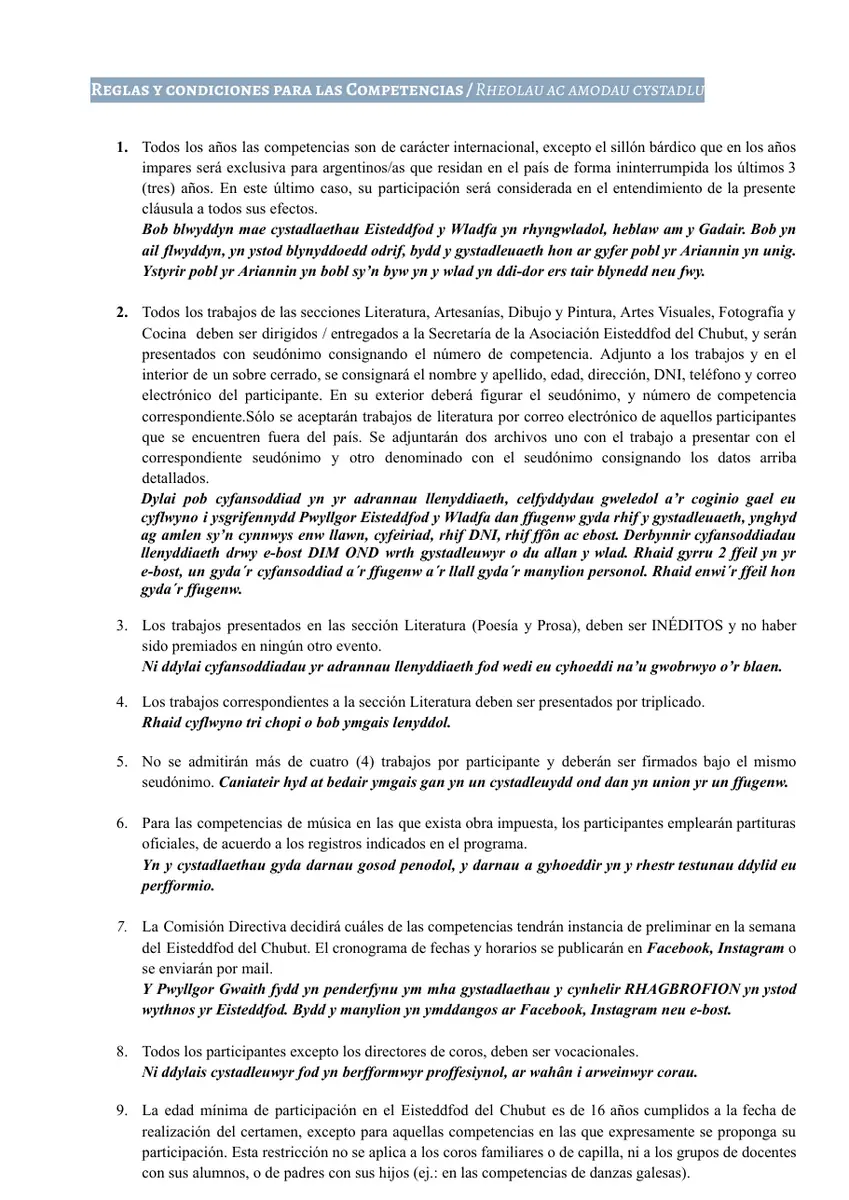 Reglas y condiciones para las Competencias / Rheolau ac amodau cystadlu
1. Todos los años las competencias son de carácter internacional, excepto el sillón bárdico que en los años
impares será exclusiva para argentinos/as que residan en el país de forma ininterrumpida los últimos 3
(tres) años. En este último caso, su participación será considerada en el entendimiento de la presente
cláusula a todos sus efectos.
Bob blwyddyn mae cystadlaethau Eisteddfod y Wladfa yn rhyngwladol, heblaw am y Gadair. Bob yn
ail flwyddyn, yn ystod blynyddoedd odrif, bydd y gystadleuaeth hon ar gyfer pobl yr Ariannin yn unig.
Ystyrir pobl yr Ariannin yn bobl sy’n byw yn y wlad yn ddi-dor ers tair blynedd neu fwy.
2. Todos los trabajos de las secciones Literatura, Artesanías, Dibujo y Pintura, Artes Visuales, Fotografía y
Cocina deben ser dirigidos / entregados a la Secretaría de la Asociación Eisteddfod del Chubut, y serán
presentados con seudónimo consignando el número de competencia. Adjunto a los trabajos y en el
interior de un sobre cerrado, se consignará el nombre y apellido, edad, dirección, DNI, teléfono y correo
electrónico del participante. En su exterior deberá figurar el seudónimo, y número de competencia
correspondiente.Sólo se aceptarán trabajos de literatura por correo electrónico de aquellos participantes
que se encuentren fuera del país. Se adjuntarán dos archivos uno con el trabajo a presentar con el
correspondiente seudónimo y otro denominado con el seudónimo consignando los datos arriba
detallados.
Dylai pob cyfansoddiad yn yr adrannau llenyddiaeth, celfyddydau gweledol a’r coginio gael eu
cyflwyno i ysgrifennydd Pwyllgor Eisteddfod y Wladfa dan ffugenw gyda rhif y gystadleuaeth, ynghyd
ag amlen sy’n cynnwys enw llawn, cyfeiriad, rhif DNI, rhif ffôn ac ebost. Derbynnir cyfansoddiadau
llenyddiaeth drwy e-bost DIM OND wrth gystadleuwyr o du allan y wlad. Rhaid gyrru 2 ffeil yn yr
e-bost, un gyda´r cyfansoddiad a´r ffugenw a´r llall gyda´r manylion personol. Rhaid enwi´r ffeil hon
gyda´r ffugenw.
3. Los trabajos presentados en las sección Literatura (Poesía y Prosa), deben ser INÉDITOS y no haber
sido premiados en ningún otro evento.
Ni ddylai cyfansoddiadau yr adrannau llenyddiaeth fod wedi eu cyhoeddi na’u gwobrwyo o’r blaen.
4. Los trabajos correspondientes a la sección Literatura deben ser presentados por triplicado.
Rhaid cyflwyno tri chopi o bob ymgais lenyddol.
5. No se admitirán más de cuatro (4) trabajos por participante y deberán ser firmados bajo el mismo
seudónimo. Caniateir hyd at bedair ymgais gan yn un cystadleuydd ond dan yn union yr un ffugenw.
6. Para las competencias de música en las que exista obra impuesta, los participantes emplearán partituras
oficiales, de acuerdo a los registros indicados en el programa.
Yn y cystadlaethau gyda darnau gosod penodol, y darnau a gyhoeddir yn y rhestr testunau ddylid eu
perfformio.
7. La Comisión Directiva decidirá cuáles de las competencias tendrán instancia de preliminar en la semana
del Eisteddfod del Chubut. El cronograma de fechas y horarios se publicarán en Facebook, Instagram o
se enviarán por mail.
Y Pwyllgor Gwaith fydd yn penderfynu ym mha gystadlaethau y cynhelir RHAGBROFION yn ystod
wythnos yr Eisteddfod. Bydd y manylion yn ymddangos ar Facebook, Instagram neu e-bost.
8. Todos los participantes excepto los directores de coros, deben ser vocacionales.
Ni ddylais cystadleuwyr fod yn berfformwyr proffesiynol, ar wahân i arweinwyr corau.
9. La edad mínima de participación en el Eisteddfod del Chubut es de 16 años cumplidos a la fecha de
realización del certamen, excepto para aquellas competencias en las que expresamente se proponga su
participación. Esta restricción no se aplica a los coros familiares o de capilla, ni a los grupos de docentes
con sus alumnos, o de padres con sus hijos (ej.: en las competencias de danzas galesas).